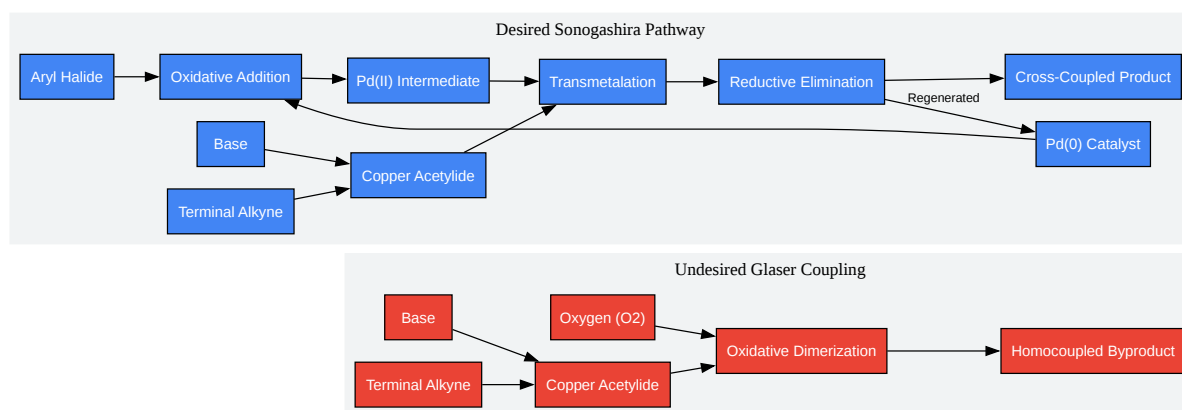 Desired Sonogashira Pathway
Aryl Halide
Oxidative Addition
Pd(II) Intermediate
Transmetalation
Reductive Elimination
Cross-Coupled Product
Regenerated
Base
Pd(0) Catalyst
Copper Acetylide
Terminal Alkyne
Undesired Glaser Coupling
Base
Oxygen (O2)
Oxidative Dimerization
Homocoupled Byproduct
Terminal Alkyne
Copper Acetylide